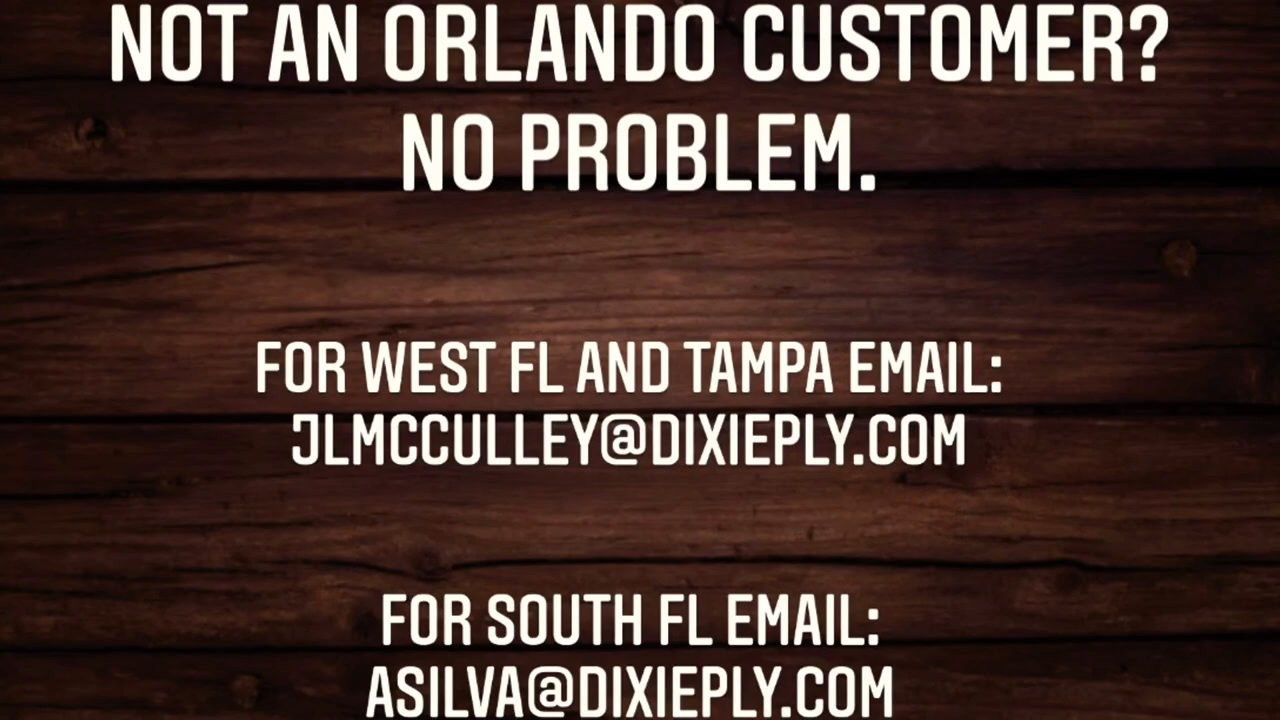 NOT AN ORLANDO CUSTOMER?
NO PROBLEM.
FOR WEST FL AND TAMPA EMAIL:
JLMCCULLEY@DIXIEPLY.COM
FOR SOUTH FL EMAIL:
ASILVA@DIXIEPLY.COM